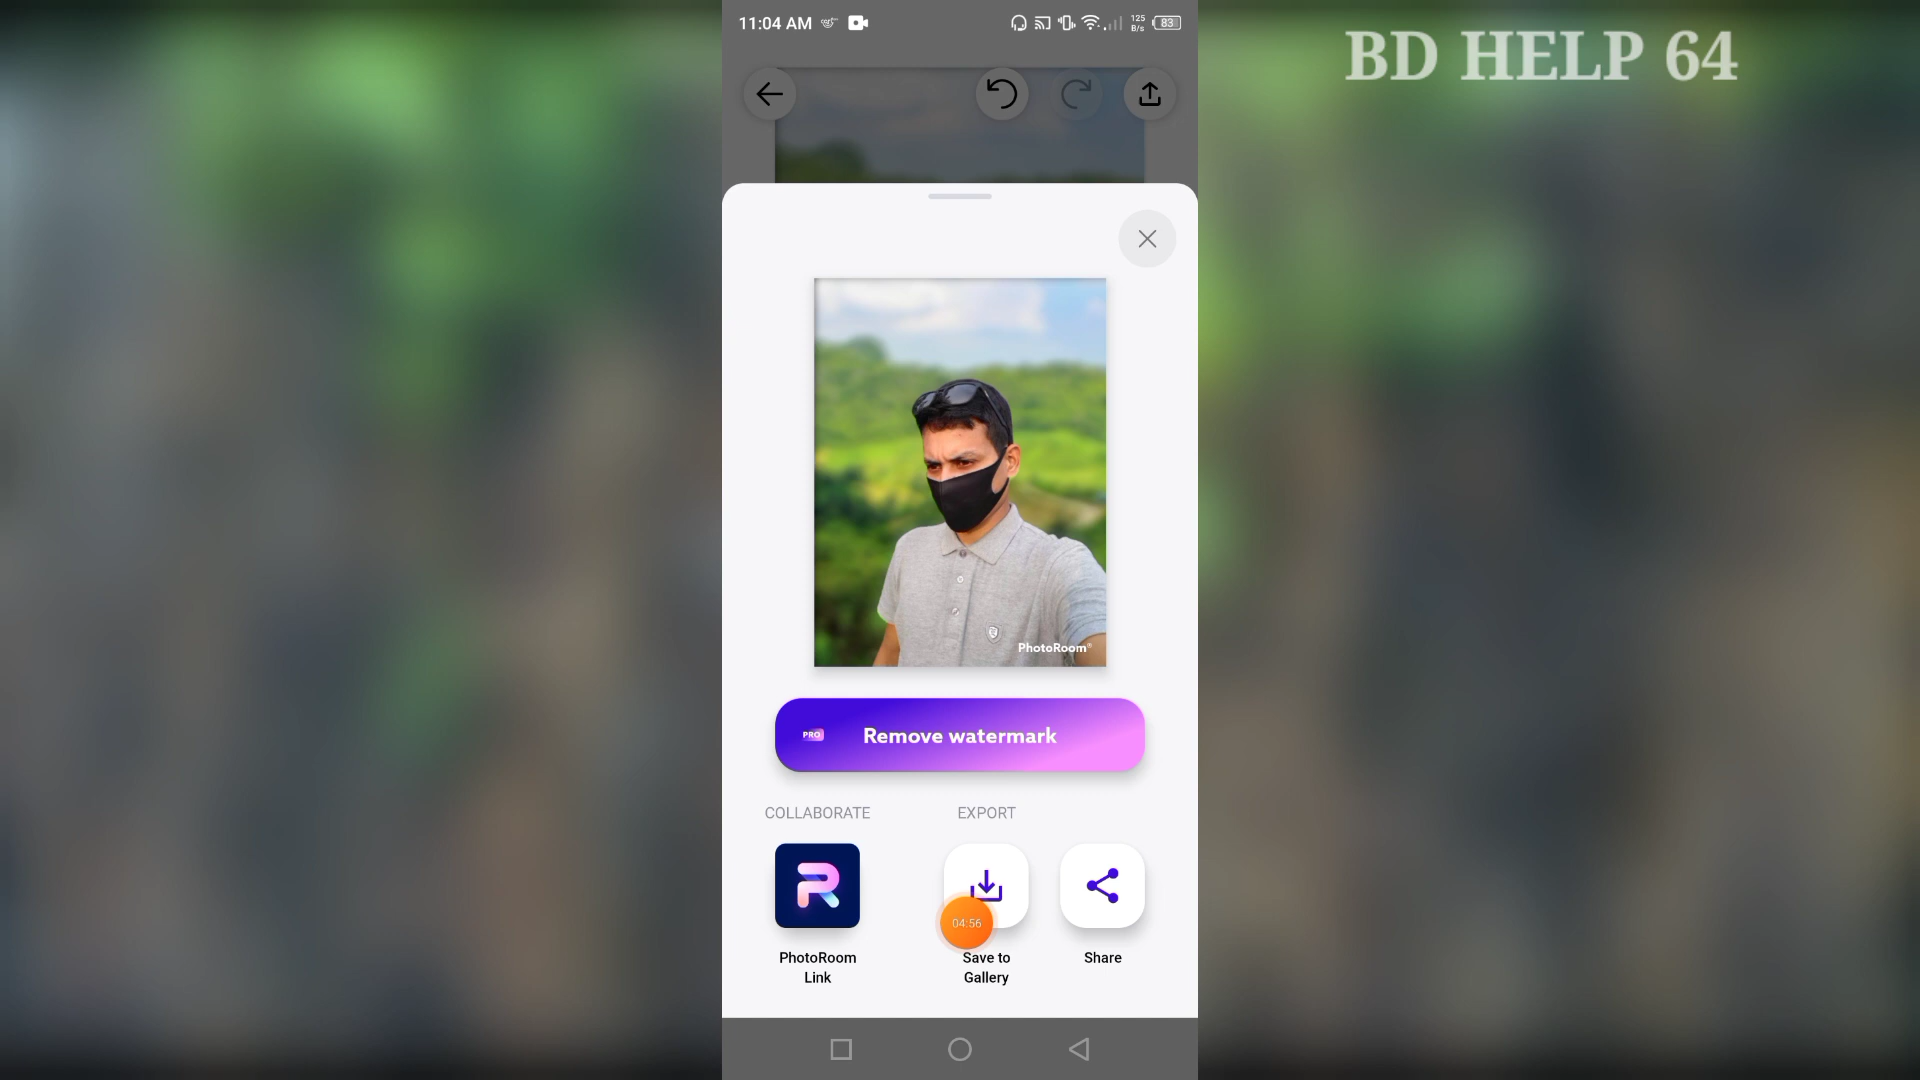 11:04 AM
125
B/s
83
BD HELP 64
PhotoRoom®
PRO
Remove watermark
COLLABORATE
EXPORT
04:56
PhotoRoom
Link
Save to
Gallery
Share